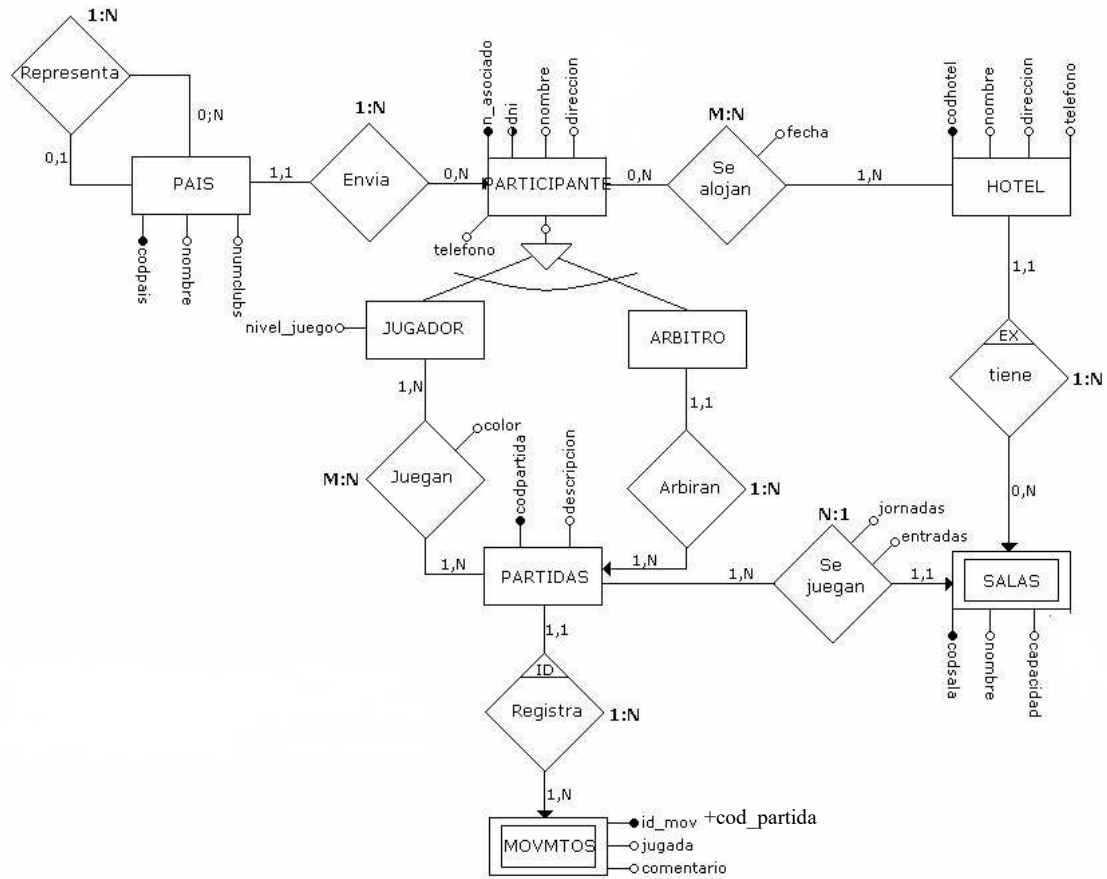 1:N
Representa
0;N
0,1
PAIS
codpais
nombre
numclubs
1,1
1:N
Envia
0,N
n_asociado
dni
nombre
direccion
PARTICIPANTE
telefono
0,N
M:N
Se
alojan
fecha
1,N
codhotel
nombre
direccion
telefono
HOTEL
1,1
EX
tiene
1:N
0,N
nivel_juego
JUGADOR
ARBITRO
1,N
1,1
color
M:N
Juegan
codpartida
descripcion
Arbiran
1:N
1,N
1,N
PARTIDAS
1,N
N:1
jornadas
entradas
Se
juegan
1,1
SALAS
codsala
nombre
capacidad
1,1
ID
Registra
1:N
1,N
MOVMTOS
id_mov +cod_partida
jugada
comentario